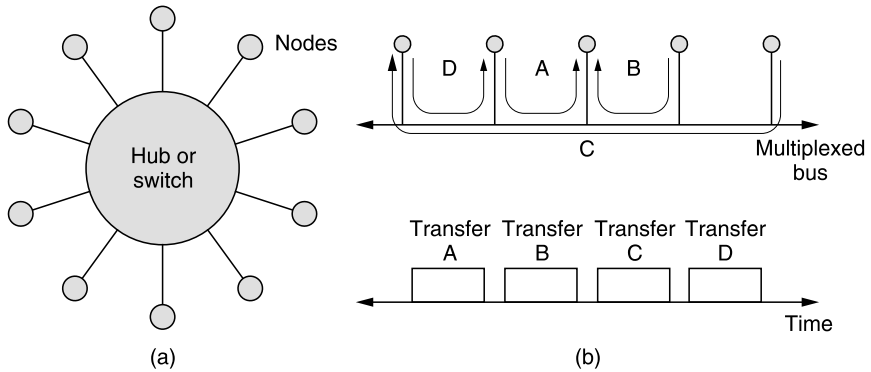 Nodes
Hub or
switch
(a)
D
A
B
C
Multiplexed
bus
Transfer
A
Transfer
B
Transfer
C
Transfer
D
Time
(b)